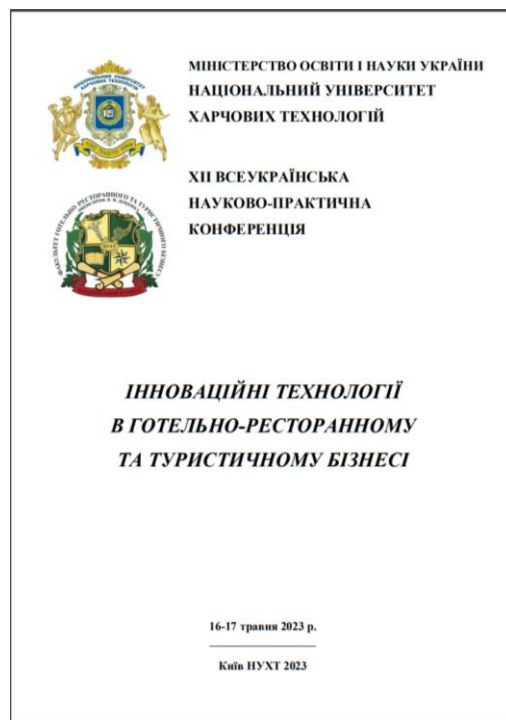 МІНІСТЕРСТВО ОСВІТИ І НАУКИ УКРАЇНИ
НАЦІОНАЛЬНИЙ УНІВЕРСИТЕТ
ХАРЧОВИХ ТЕХНОЛОГІЙ
ХІІ ВСЕУКРАЇНСЬКА
НАУКОВО-ПРАКТИЧНА
КОНФЕРЕНЦІЯ
ІННОВАЦІЙНІ ТЕХНОЛОГІЇ
В ГОТЕЛЬНО-РЕСТОРАННОМУ
ТА ТУРИСТИЧНОМУ БІЗНЕСІ
16-17 травня 2023 р.
Київ НУХТ 2023